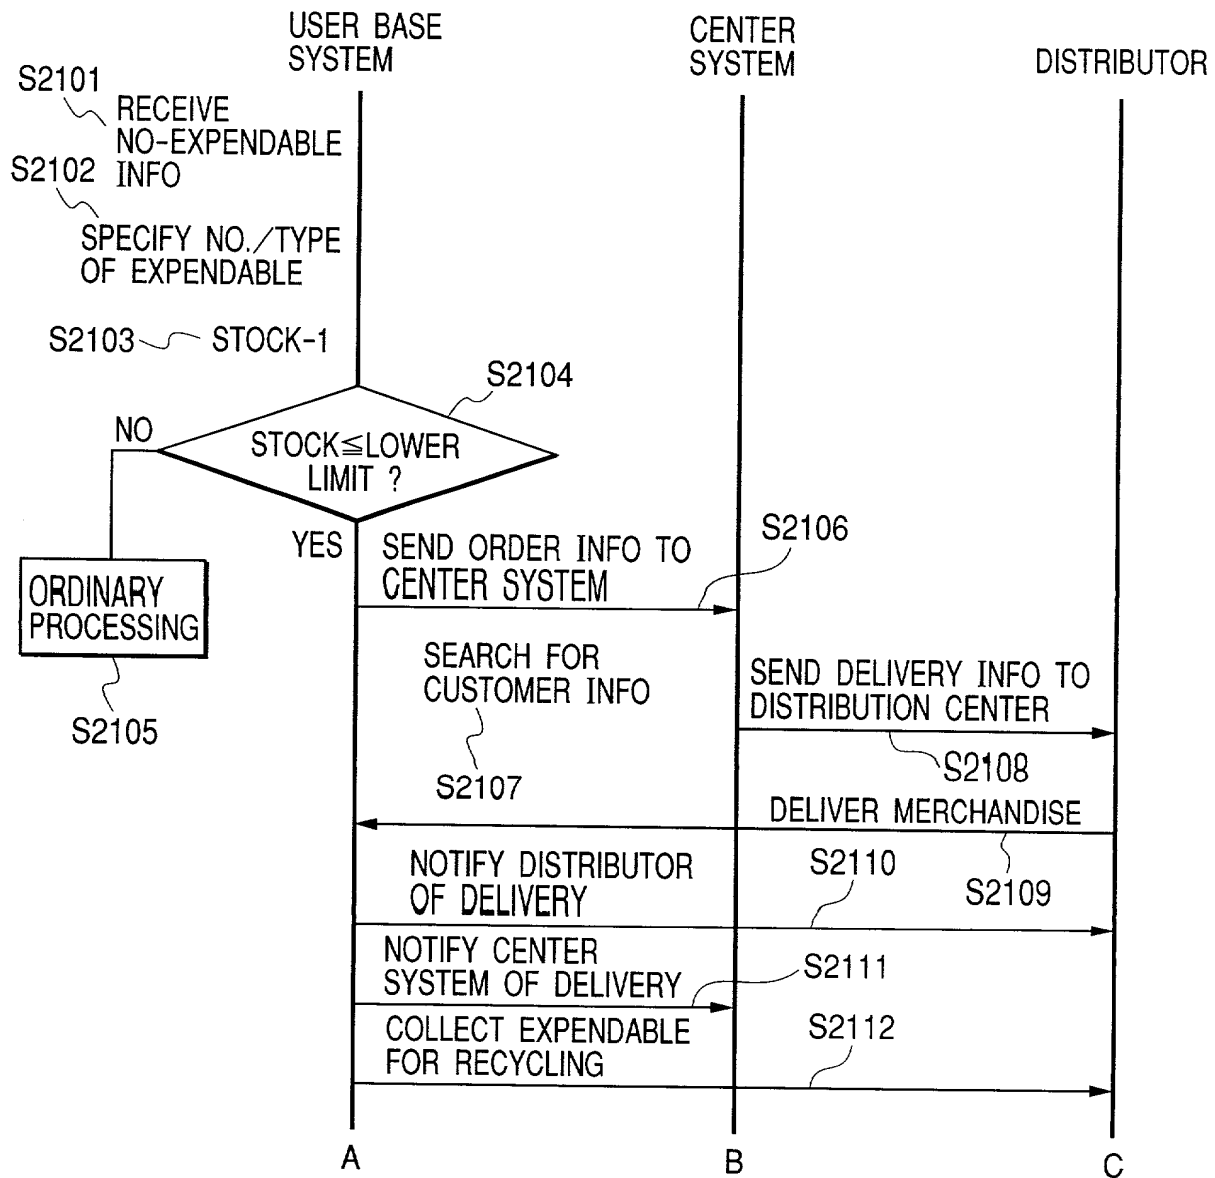 USER BASE
SYSTEM
CENTER
SYSTEM
DISTRIBUTOR
S2101
RECEIVE
NO-EXPENDABLE
INFO
S2102
SPECIFY NO./TYPE
OF EXPENDABLE
S2103
STOCK-1
S2104
NO
STOCK≦LOWER
LIMIT ?
YES
ORDINARY
PROCESSING
S2105
SEND ORDER INFO TO
CENTER SYSTEM
S2106
SEARCH FOR
CUSTOMER INFO
S2107
SEND DELIVERY INFO TO
DISTRIBUTION CENTER
S2108
DELIVER MERCHANDISE
S2109
NOTIFY DISTRIBUTOR
OF DELIVERY
S2110
NOTIFY CENTER
SYSTEM OF DELIVERY
S2111
COLLECT EXPENDABLE
FOR RECYCLING
S2112
A
B
C